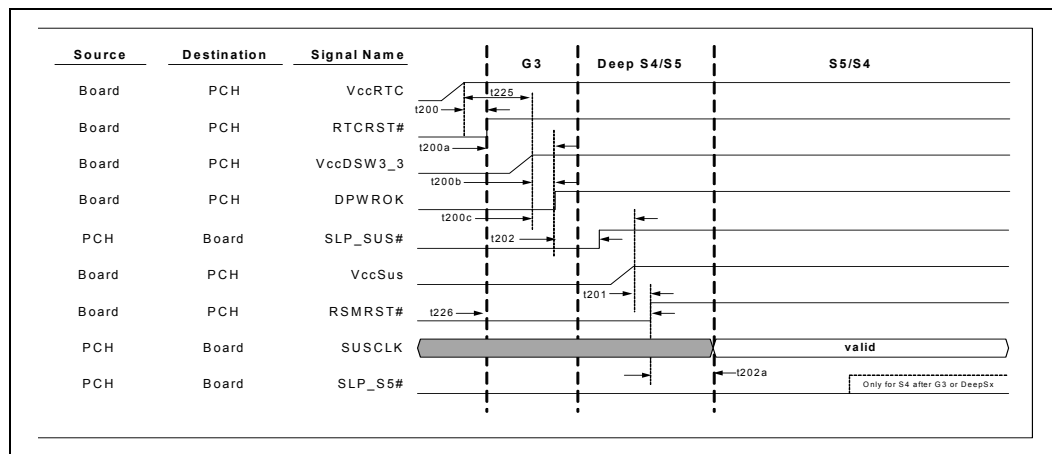 Source Destination Signal Name G3 Deep S4/S5 S5/S4
Board PCH VccRTC
t225
t200
Board PCH RTCRST#
t200a
Board PCH VccDSW3_3
t200b
Board PCH DPWROK
t200c
PCH Board SLP_SUS# t202
Board PCH VccSus
t201
Board PCH RSMRST# t226
PCH Board SUSCLK valid
t202a
PCH Board SLP_S5# Only for S4 after G3 or DeepSx